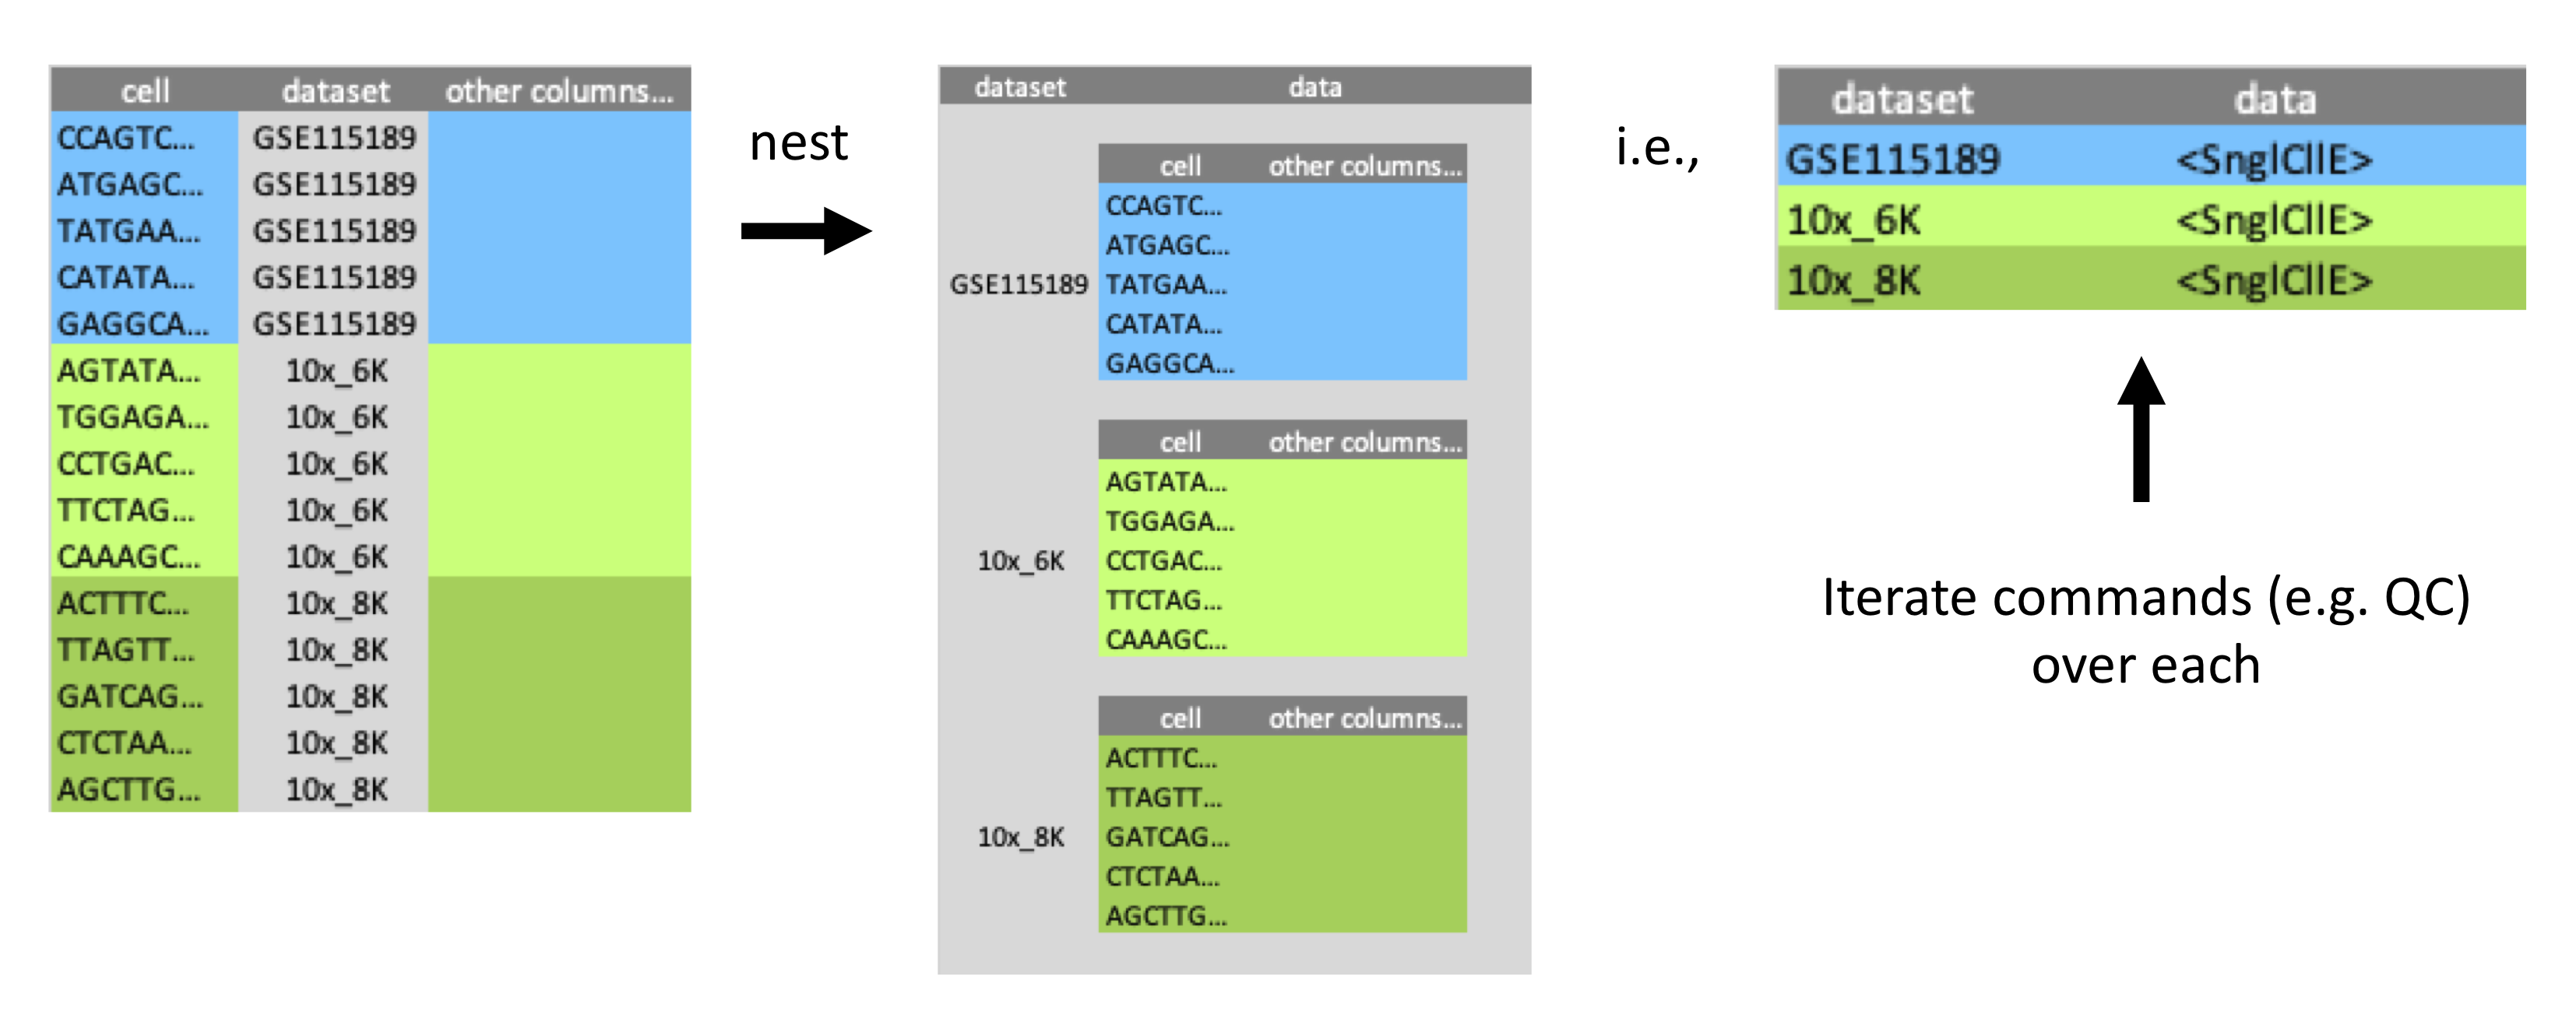 cell dataset other columns...
CCAGTC... GSE115189
ATGAGC... GSE115189
TATGAA... GSE115189
CATATA... GSE115189
GAGGCA... GSE115189
AGTATA... 10x_6K
TGGAGA... 10x_6K
CCTGAC... 10x_6K
TTCTAG... 10x_6K
CAAAGC... 10x_6K
ACTTTC... 10x_8K
TTAGTT... 10x_8K
GATCAG... 10x_8K
CTCTAA... 10x_8K
AGCTTG... 10x_8K
nest
dataset data
cell other columns...
CCAGTC...
ATGAGC...
GSE115189 TATGAA...
CATATA...
GAGGCA...
cell other columns...
AGTATA...
TGGAGA...
10x_6K CCTGAC...
TTCTAG...
CAAAGC...
cell other columns...
ACTTTC...
TTAGTT...
10x_8K GATCAG...
CTCTAA...
AGCTTG...
i.e.,
dataset data
GSE115189 <SnglCllE>
10x_6K <SnglCllE>
10x_8K <SnglCllE>
Iterate commands (e.g. QC)
over each